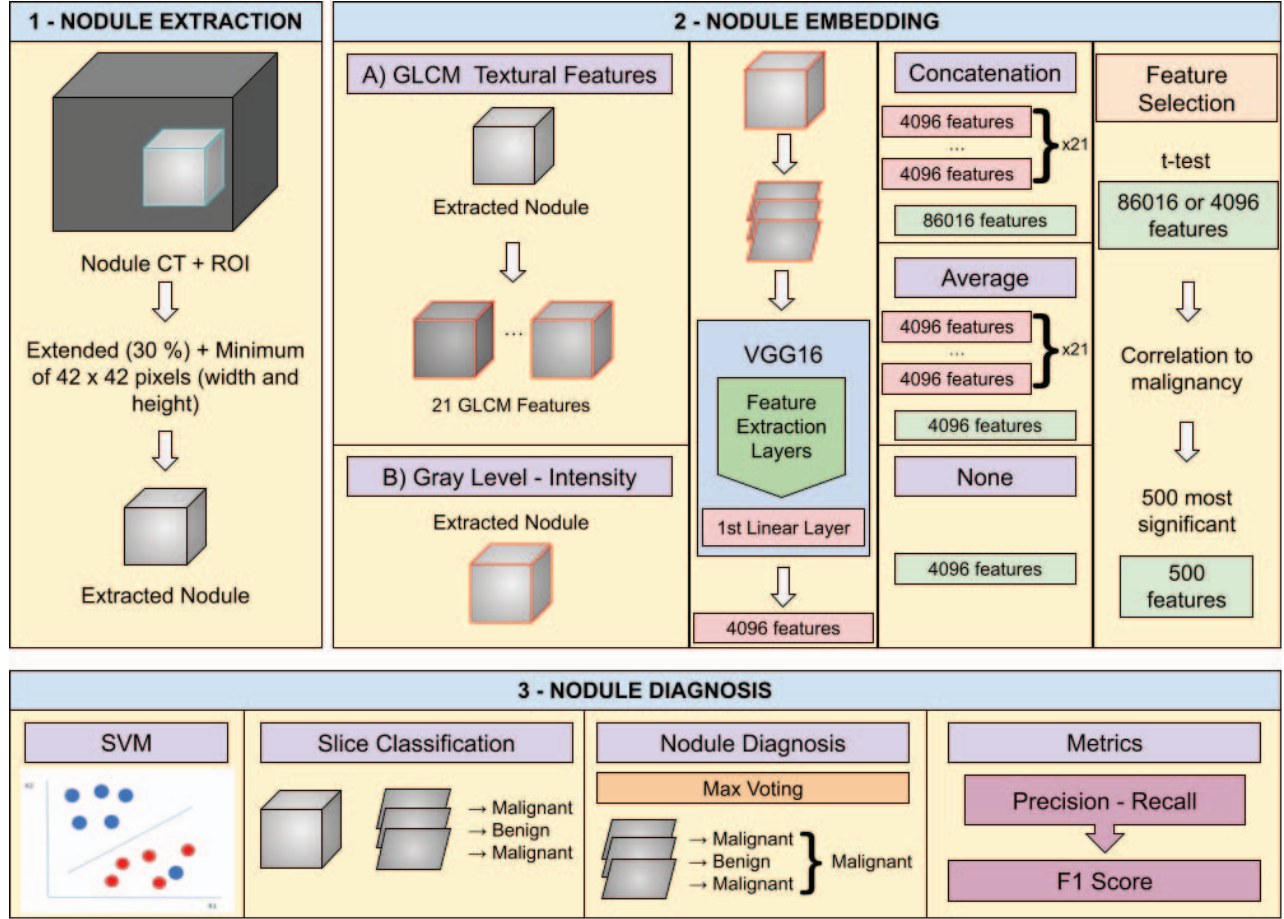 1 - NODULE EXTRACTION
Nodule CT + ROI
Extended (30 %) + Minimum
of 42 x 42 pixels (width and
height)
Extracted Nodule
2 - NODULE EMBEDDING
A) GLCM Textural Features
Extracted Nodule
...
21 GLCM Features
B) Gray Level - Intensity
Extracted Nodule
VGG16
Feature
Extraction
Layers
1st Linear Layer
4096 features
Concatenation
4096 features
...
4096 features
x21
86016 features
Average
4096 features
...
4096 features
x21
4096 features
None
4096 features
Feature
Selection
t-test
86016 or 4096
features
Correlation to
malignancy
500 most
significant
500
features
3 - NODULE DIAGNOSIS
SVM
X2
X1
Slice Classification
→ Malignant
→ Benign
→ Malignant
Nodule Diagnosis
Max Voting
→ Malignant
→ Benign
→ Malignant
Malignant
Metrics
Precision - Recall
F1 Score